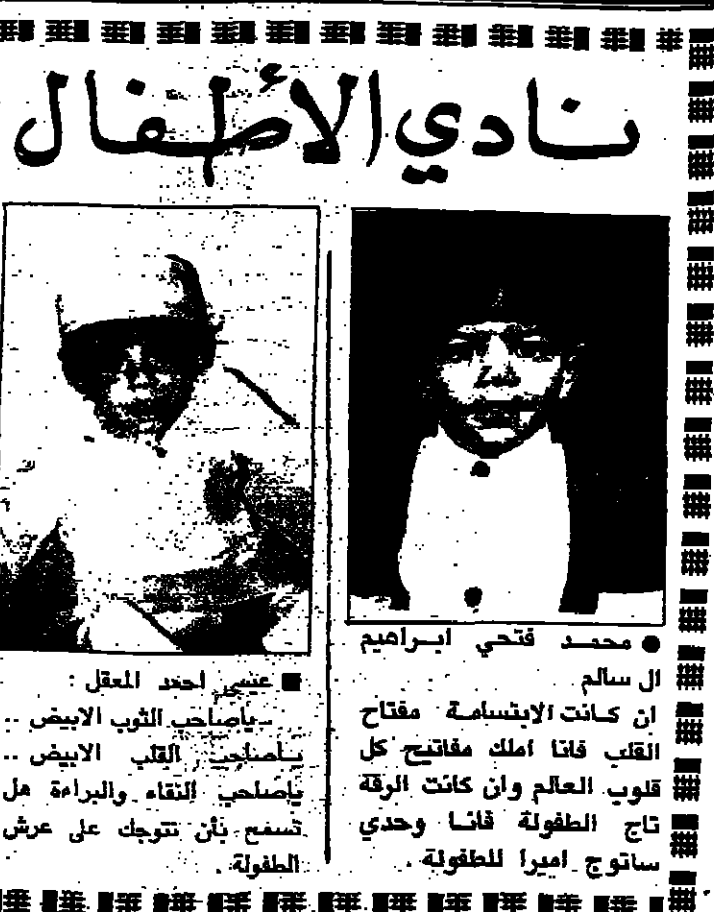 نادي الأطفال
● محمد فتحي ابراهيم
ال سالم
ان كانت الابتسامة مفتاح
القلب فانا املك مفاتيح كل
قلوب العالم وان كانت الرقة
تاج الطفولة فانا وحدي
ساتوج اميرا للطفولة .
■ عيسى احمد المعقل :
ياصاحب الثوب الابيض ..
ياصاحب القلب الابيض ..
ياصاحب النقاء والبراءة هل
تسمح بأن نتوجك على عرش
الطفولة .